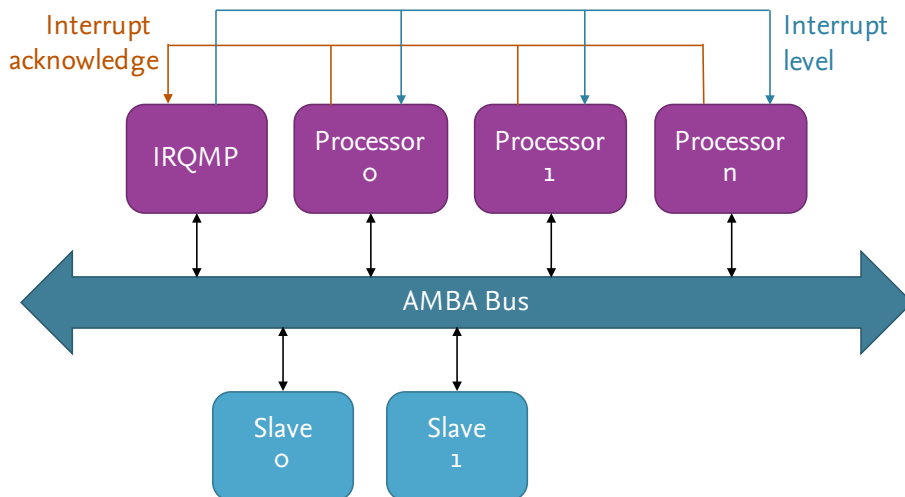 Interrupt
acknowledge
Interrupt
level
IRQMP
Processor
0
Processor
1
Processor
n
AMBA Bus
Slave
0
Slave
1